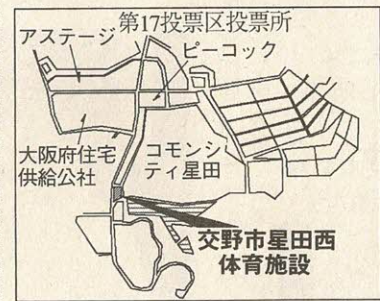 第17投票区投票所
アステージ
ピーコック
大阪府住宅
供給公社
コモンシ
ティ星田
交野市星田西
体育施設